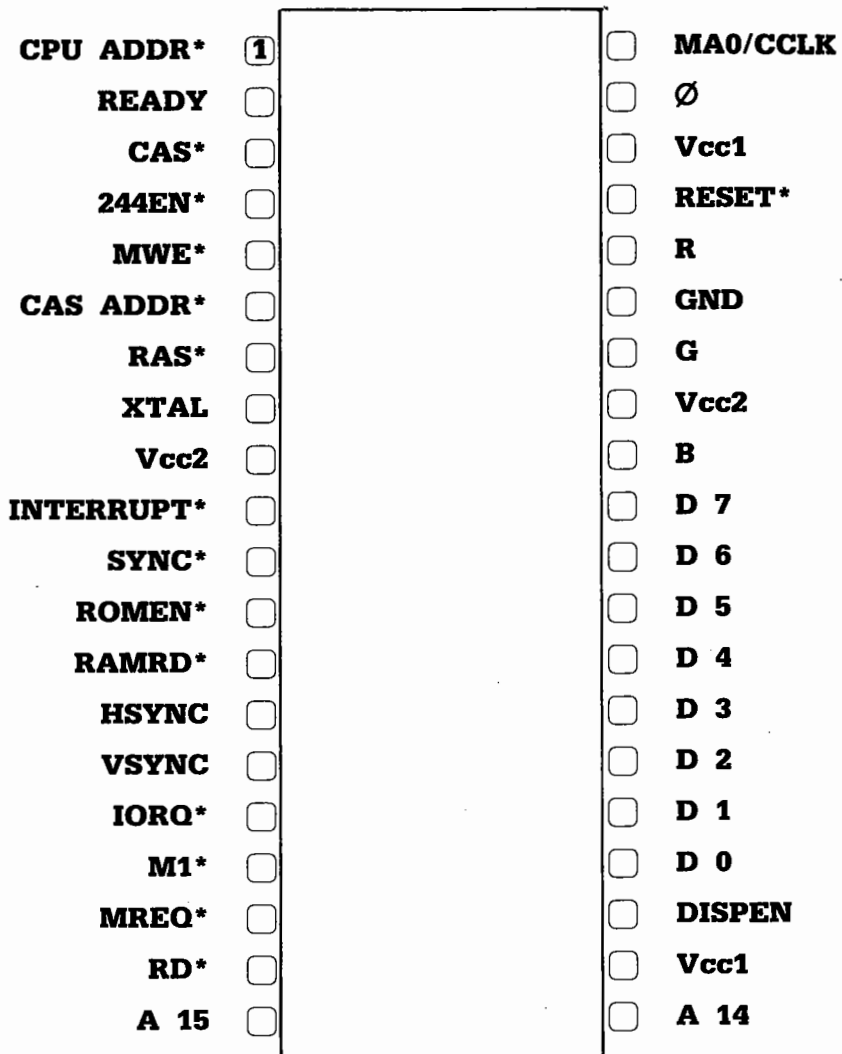 CPU ADDR* 1 MA0/CCLK
READY Ø
CAS* Vcc1
244EN* RESET*
MWE* R
CAS ADDR* GND
RAS* G
XTAL Vcc2
Vcc2 B
INTERRUPT* D 7
SYNC* D 6
ROMEN* D 5
RAMRD* D 4
HSYNC D 3
VSYNC D 2
IORQ* D 1
M1* D 0
MREQ* DISPEN
RD* Vcc1
A 15 A 14